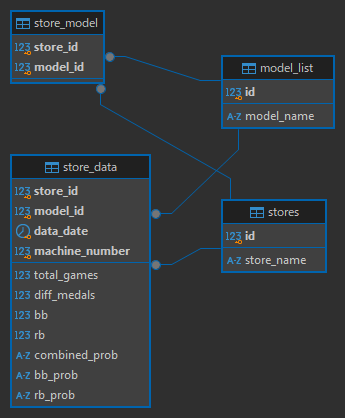 store_model
123 store_id
123 model_id
model_list
123 id
A-Z model_name
store_data
123 store_id
123 model_id
data_date
123 machine_number
123 total_games
123 diff_medals
123 bb
123 rb
A-Z combined_prob
A-Z bb_prob
A-Z rb_prob
stores
123 id
A-Z store_name